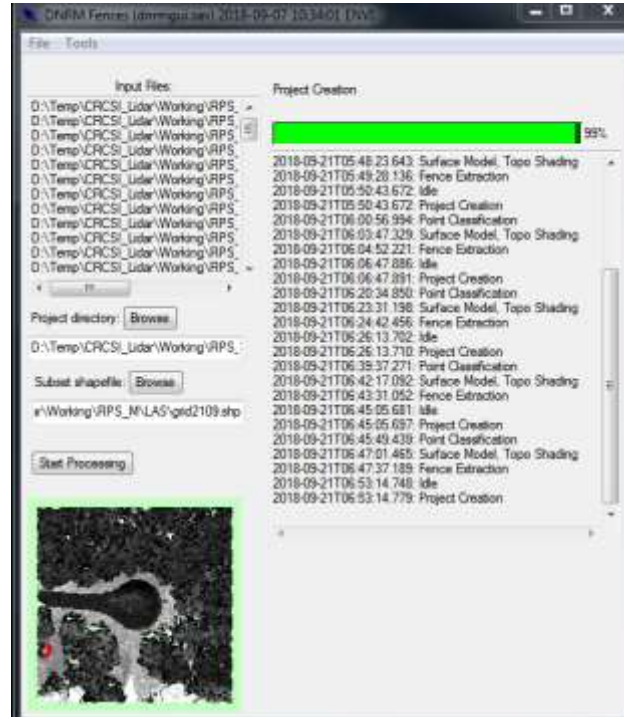 DNRM Fences (dnrmgui.sav) 2018-09-07 10:34:01
File Tools
Input Files:
D:\Temp\CRCSI_Lidar\Working\RPS_
D:\Temp\CRCSI_Lidar\Working\RPS_
D:\Temp\CRCSI_Lidar\Working\RPS_
D:\Temp\CRCSI_Lidar\Working\RPS_
D:\Temp\CRCSI_Lidar\Working\RPS_
D:\Temp\CRCSI_Lidar\Working\RPS_
D:\Temp\CRCSI_Lidar\Working\RPS_
D:\Temp\CRCSI_Lidar\Working\RPS_
D:\Temp\CRCSI_Lidar\Working\RPS_
D:\Temp\CRCSI_Lidar\Working\RPS_
D:\Temp\CRCSI_Lidar\Working\RPS_
D:\Temp\CRCSI_Lidar\Working\RPS_
Project directory: Browse
D:\Temp\CRCSI_Lidar\Working\RPS_
Subset shapefile: Browse
r\Working\RPS_M\LAS\grid2109.shp
Start Processing
Project Creation
99%
2018-09-21T05:48:23.643: Surface Model, Topo Shading
2018-09-21T05:49:28.136: Fence Extraction
2018-09-21T05:50:43.672: Idle
2018-09-21T05:50:43.672: Project Creation
2018-09-21T06:00:56.994: Point Classification
2018-09-21T06:03:47.329: Surface Model, Topo Shading
2018-09-21T06:04:52.221: Fence Extraction
2018-09-21T06:06:47.886: Idle
2018-09-21T06:06:47.891: Project Creation
2018-09-21T06:20:34.850: Point Classification
2018-09-21T06:23:31.198: Surface Model, Topo Shading
2018-09-21T06:24:42.456: Fence Extraction
2018-09-21T06:26:13.702: Idle
2018-09-21T06:26:13.710: Project Creation
2018-09-21T06:39:37.271: Point Classification
2018-09-21T06:42:17.092: Surface Model, Topo Shading
2018-09-21T06:43:31.052: Fence Extraction
2018-09-21T06:45:05.681: Idle
2018-09-21T06:45:05.697: Project Creation
2018-09-21T06:45:49.439: Point Classification
2018-09-21T06:47:01.465: Surface Model, Topo Shading
2018-09-21T06:47:37.189: Fence Extraction
2018-09-21T06:53:14.748: Idle
2018-09-21T06:53:14.779: Project Creation